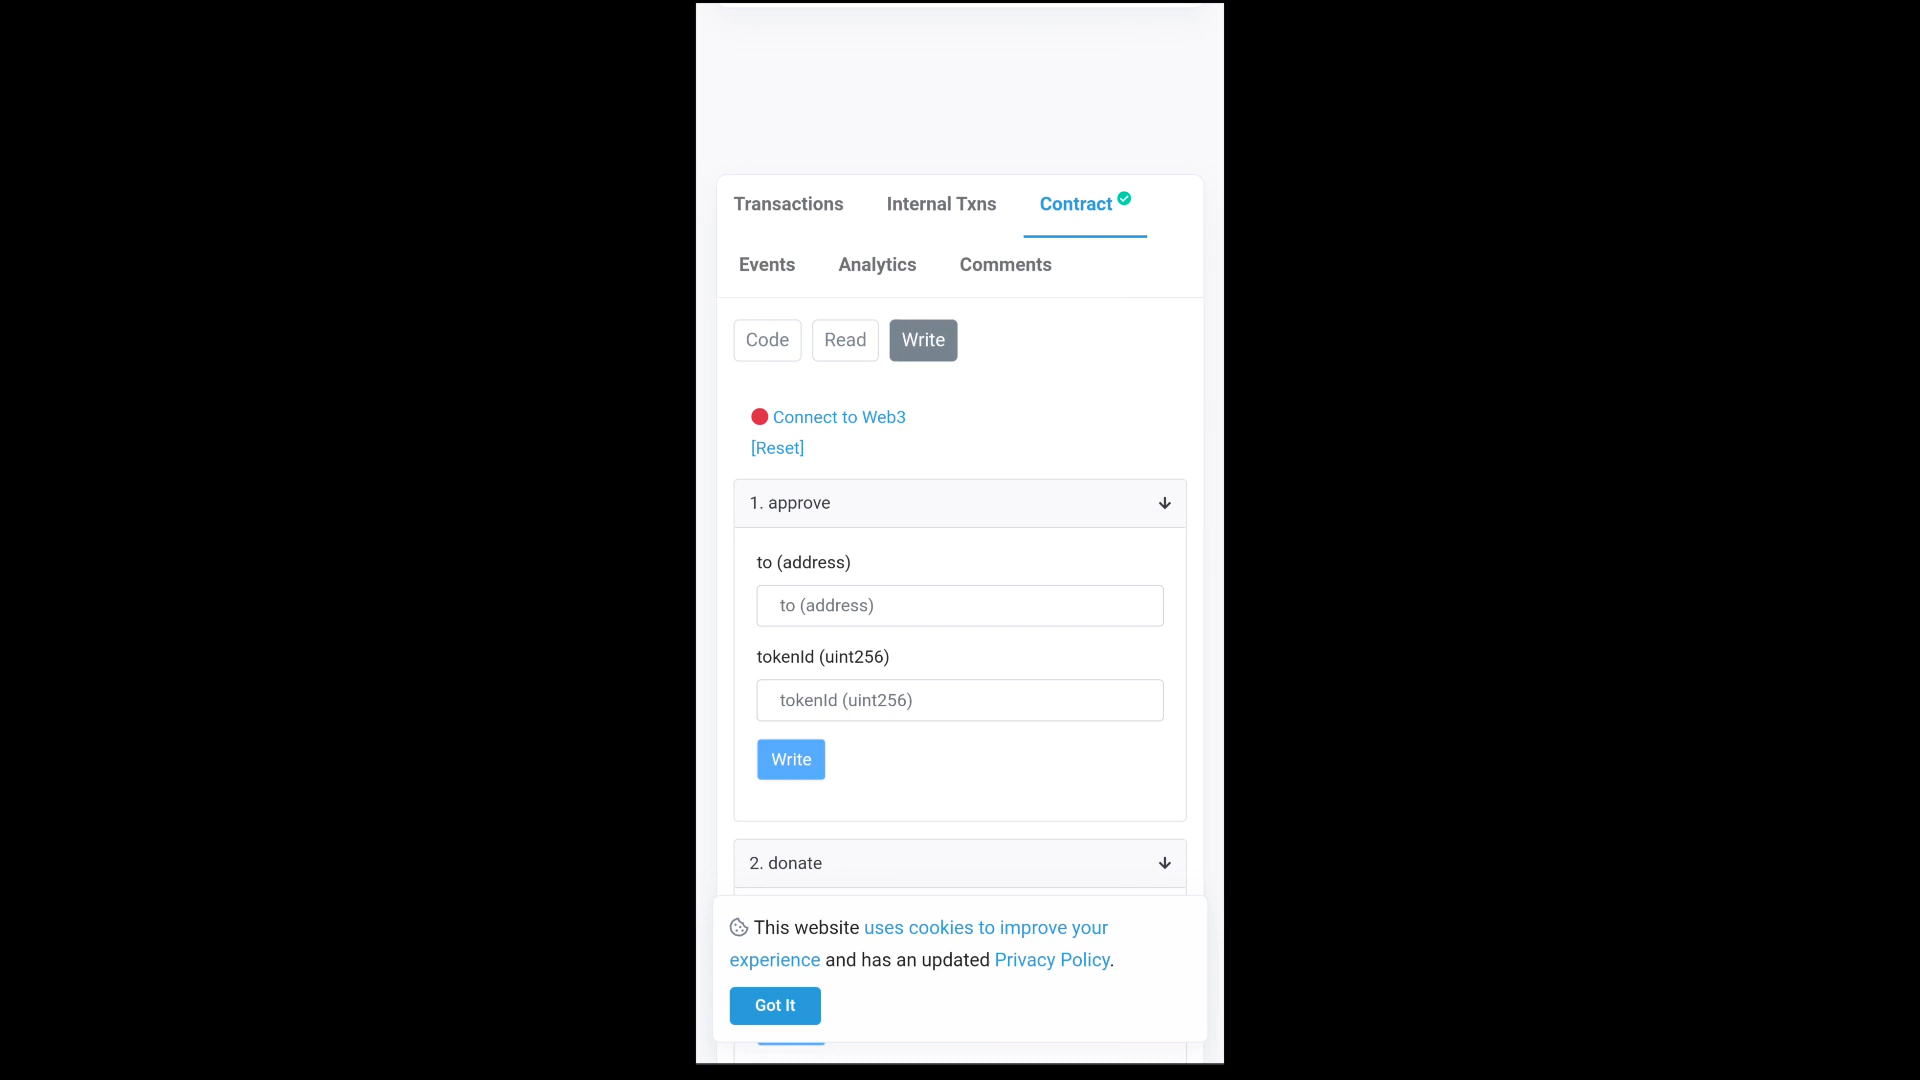 Transactions Internal Txns Contract
Events Analytics Comments
Code Read Write
Connect to Web3
[Reset]
1. approve
to (address)
to (address)
tokenId (uint256)
tokenId (uint256)
Write
2. donate
This website uses cookies to improve your
experience and has an updated Privacy Policy.
Got It